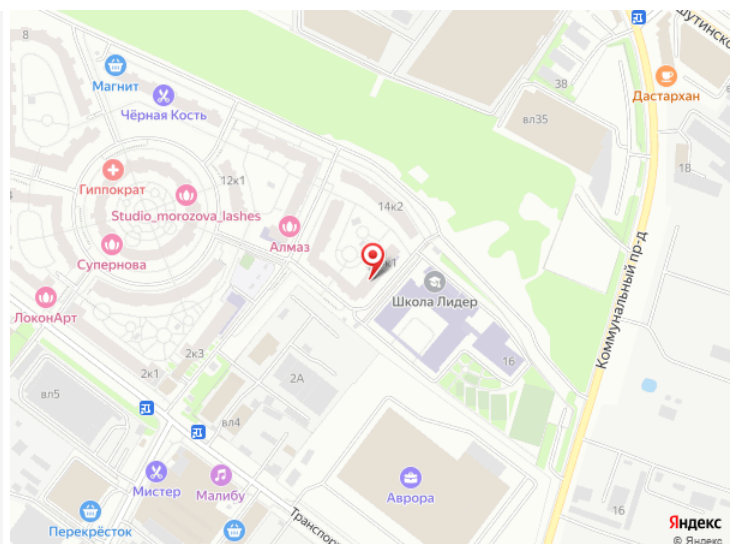 8
Магнит
Чёрная Кость
38
вл35
шутинско
Дастархан
е
18
Гиппократ
12к1
14к2
Studio_morozova_lashes
Алмаз
Супернова
к1
Школа Лидер
Коммунальный пр-д
ЛоконАрт
2к3
2к1
2А
16
вл5
вл4
Мистер
Малибу
Аврора
Перекрёсток
Транспор
16
Яндекс
© Яндекс